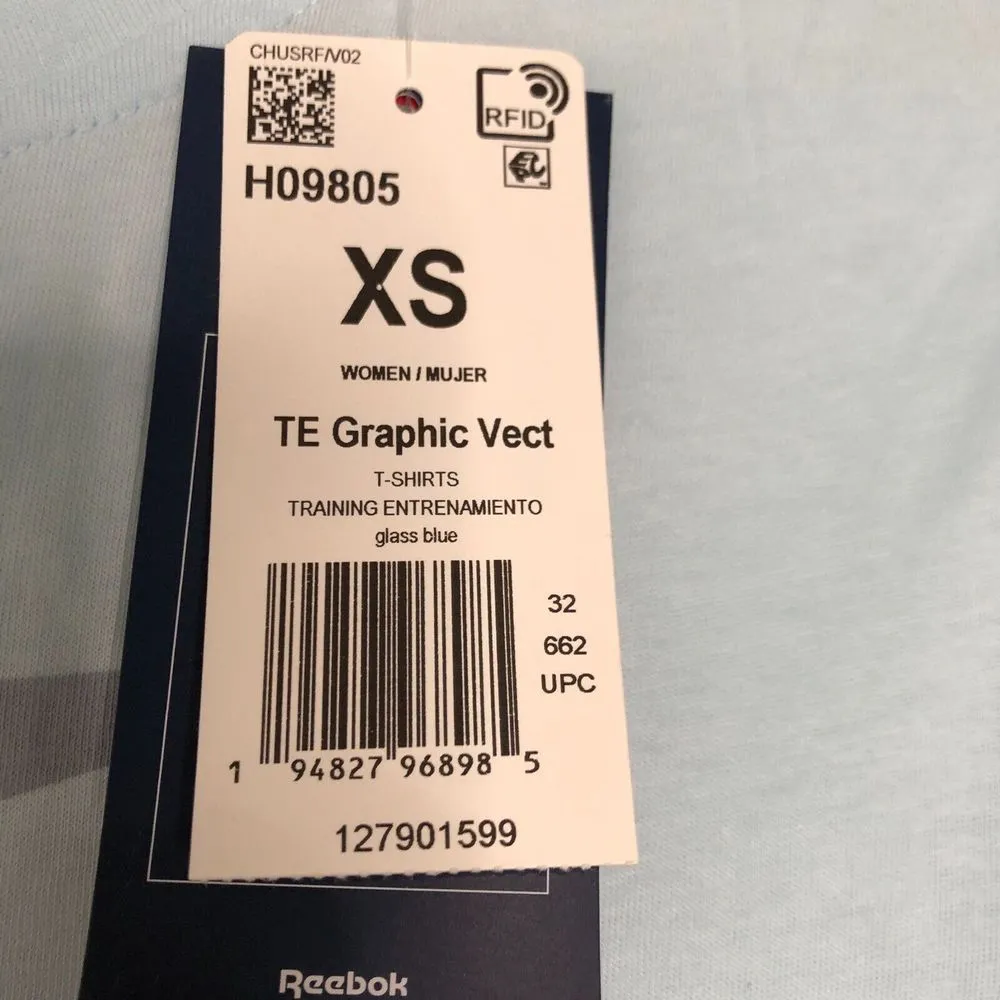 CHUSRF/V02
RFID
H09805
XS
WOMEN / MUJER
TE Graphic Vect
T-SHIRTS
TRAINING ENTRENAMIENTO
glass blue
32
662
UPC
1 94827 96898 5
127901599
Reebok